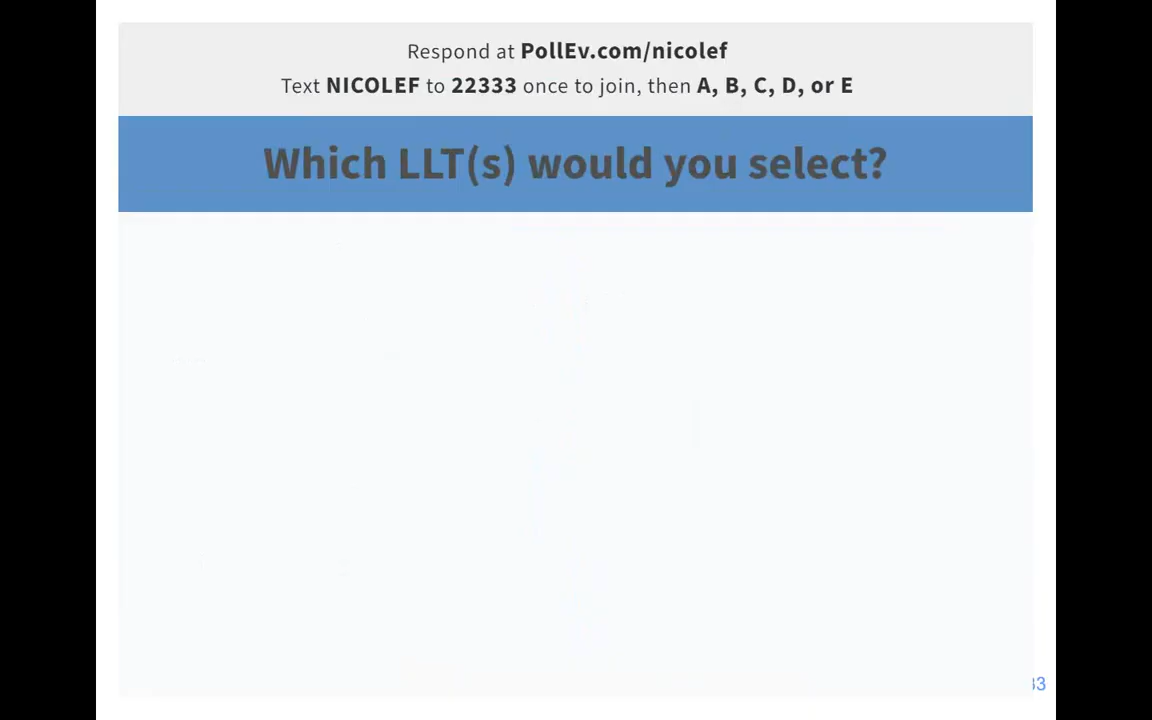 Respond at PollEv.com/nicolef
Text NICOLEF to 22333 once to join, then A, B, C, D, or E
Which LLT(s) would you select?